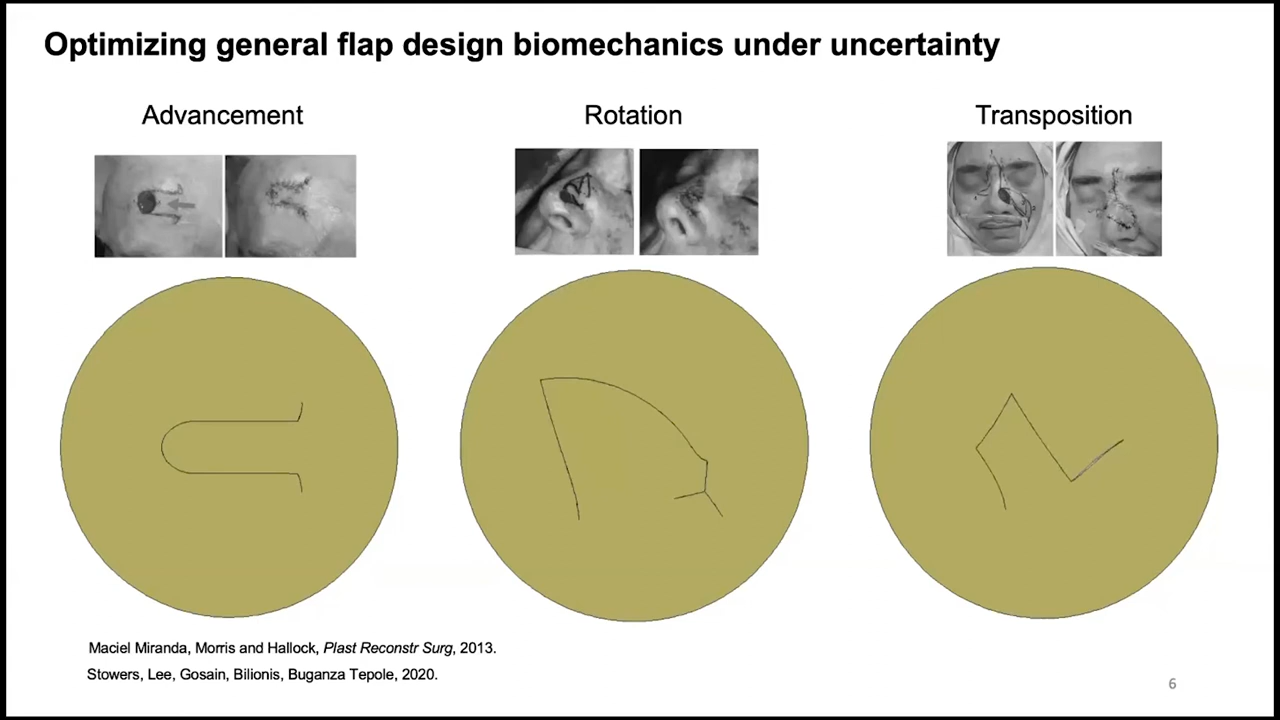 Optimizing general flap design biomechanics under uncertainty
Advancement
Rotation
Transposition
Maciel Miranda, Morris and Hallock, Plast Reconstr Surg, 2013.
Stowers, Lee, Gosain, Bilionis, Buganza Tepole, 2020.
6